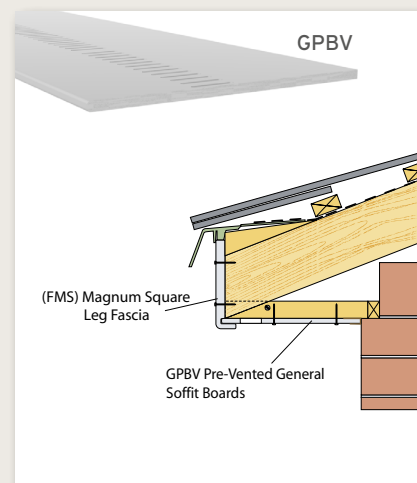 GPBV
(FMS) Magnum Square
Leg Fascia
GPBV Pre-Vented General
Soffit Boards